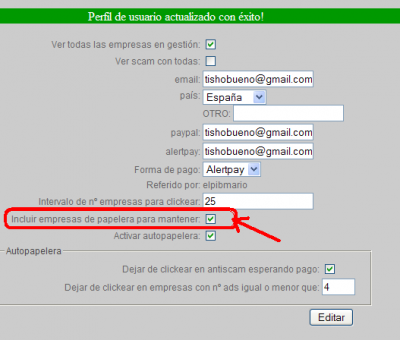 Perfil de usuario actualizado con éxito!
Ver todas las empresas en gestión:
Ver scam con todas:
email: tishobueno@gmail.com
país: España
OTRO:
paypal: tishobueno@gmail.com
alertpay: tishobueno@gmail.com
Forma de pago: Alertpay
Referido por: elpibmario
Intervalo de nº empresas para clickear: 25
Incluir empresas de papelera para mantener:
Activar autopapelera:
Autopapelera
Dejar de clickear en antiscam esperando pago:
Dejar de clickear en empresas con nº ads igual o menor que: 4
Editar